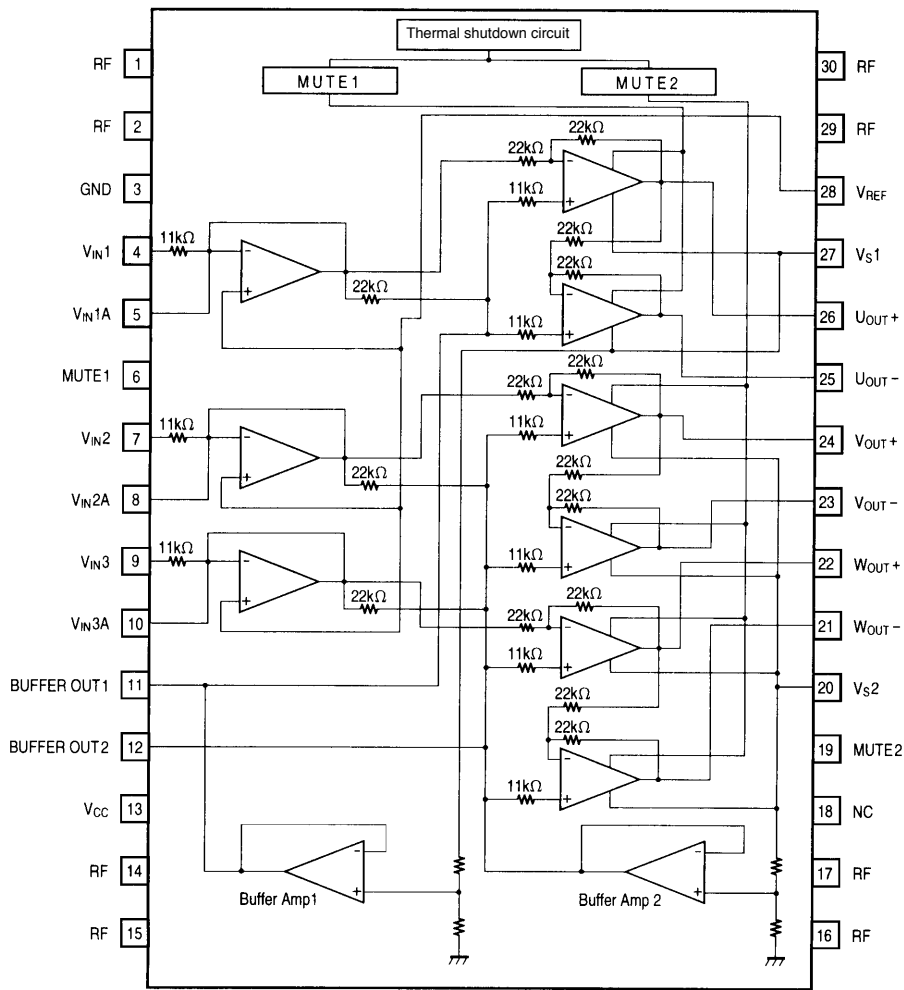 Thermal shutdown circuit
RF 1
30 RF
MUTE1
MUTE2
RF 2
29 RF
22kΩ
22kΩ
GND 3
28 VREF
11kΩ
VIN1 4
11kΩ
22kΩ
27 VS1
22kΩ
22kΩ
VIN1A 5
11kΩ
26 UOUT+
MUTE1 6
25 UOUT−
22kΩ
22kΩ
VIN2 7
11kΩ
11kΩ
24 VOUT+
22kΩ
22kΩ
VIN2A 8
22kΩ
23 VOUT−
VIN3 9
11kΩ
11kΩ
22 WOUT+
22kΩ
22kΩ
22kΩ
VIN3A 10
21 WOUT−
11kΩ
BUFFER OUT1 11
22kΩ
20 VS2
22kΩ
BUFFER OUT2 12
19 MUTE2
11kΩ
VCC 13
18 NC
RF 14
17 RF
Buffer Amp1
Buffer Amp 2
RF 15
16 RF